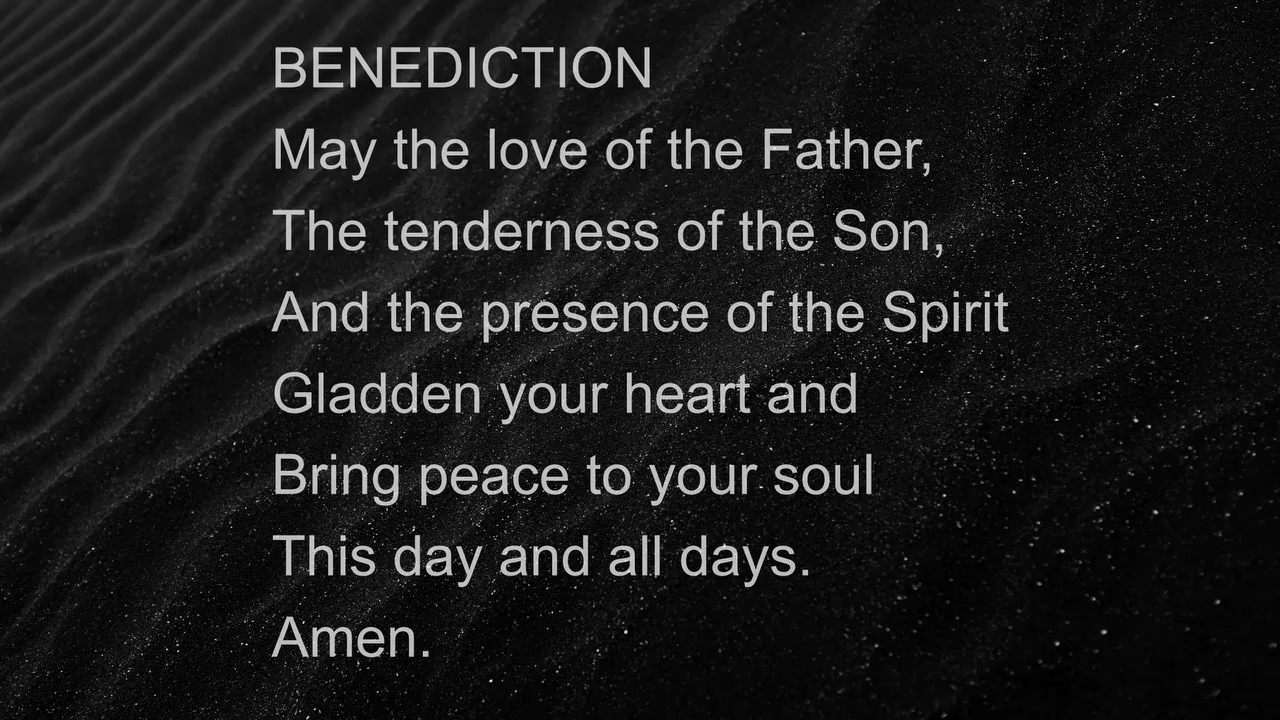 BENEDICTION
May the love of the Father,
The tenderness of the Son,
And the presence of the Spirit
Gladden your heart and
Bring peace to your soul
This day and all days.
Amen.